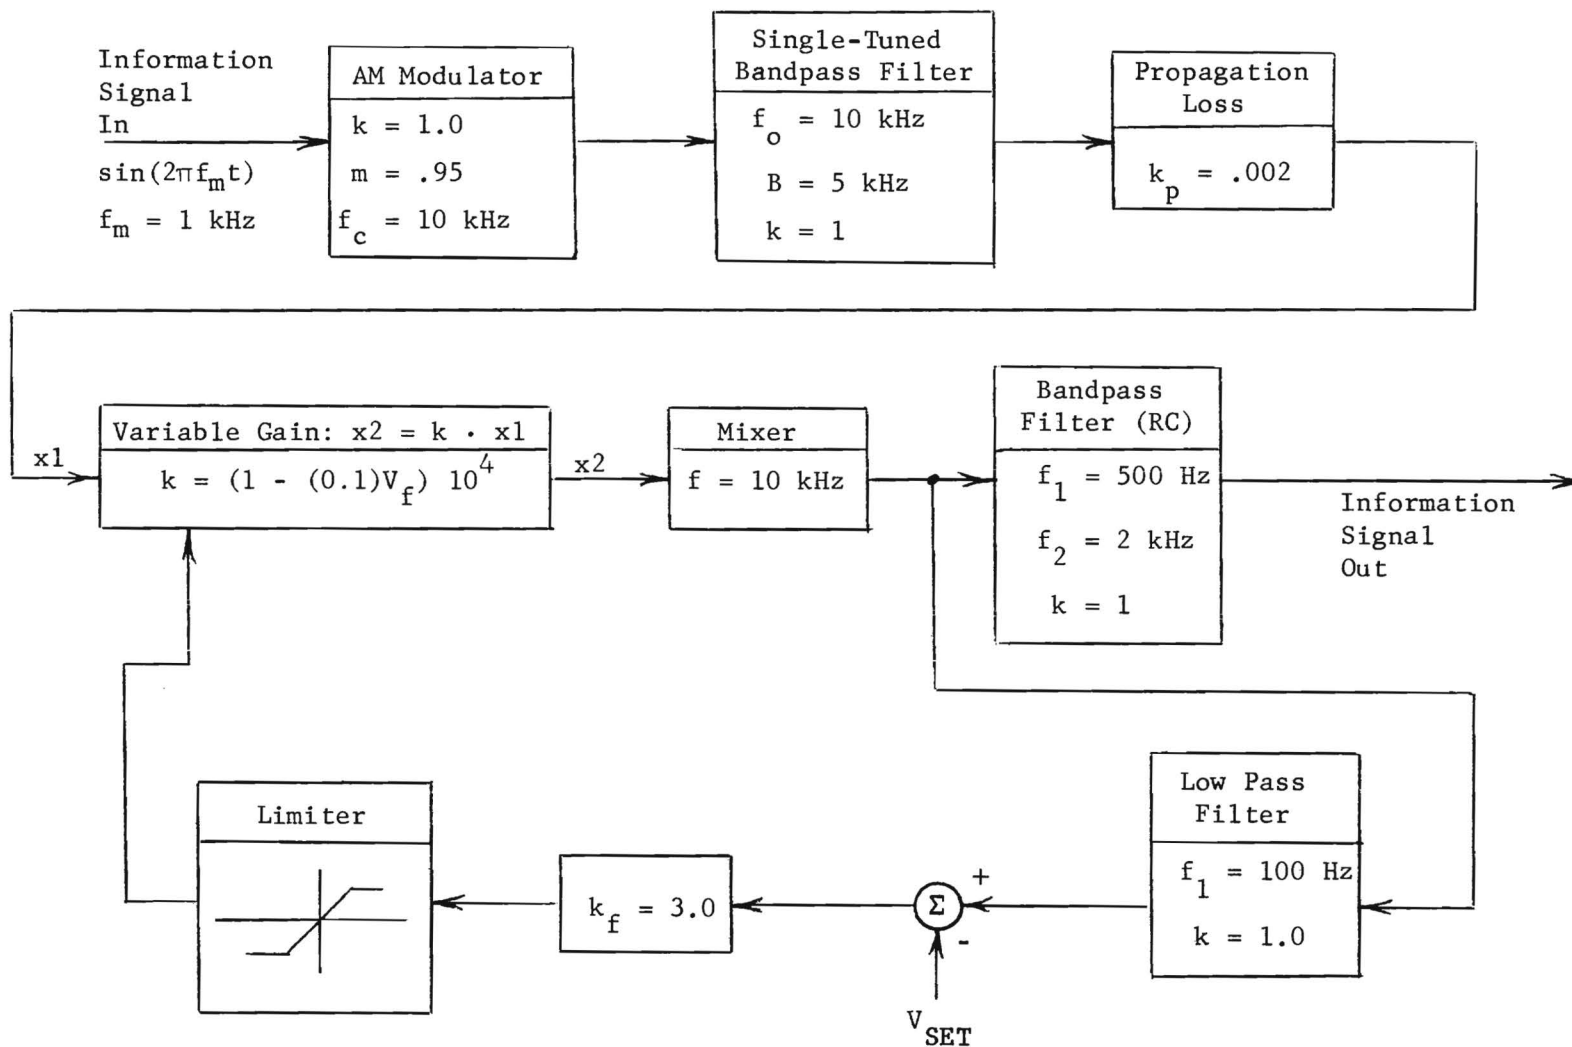 Information
Signal
In
sin(2πf_m t)
f_m = 1 kHz
AM Modulator
k = 1.0
m = .95
f_c = 10 kHz
Single-Tuned
Bandpass Filter
f_o = 10 kHz
B = 5 kHz
k = 1
Propagation
Loss
k_p = .002
x1
Variable Gain: x2 = k · x1
k = (1 - (0.1)V_f) 10^4
x2
Mixer
f = 10 kHz
Bandpass
Filter (RC)
f_1 = 500 Hz
f_2 = 2 kHz
k = 1
Information
Signal
Out
Limiter
k_f = 3.0
Σ
+
-
V_SET
Low Pass
Filter
f_1 = 100 Hz
k = 1.0